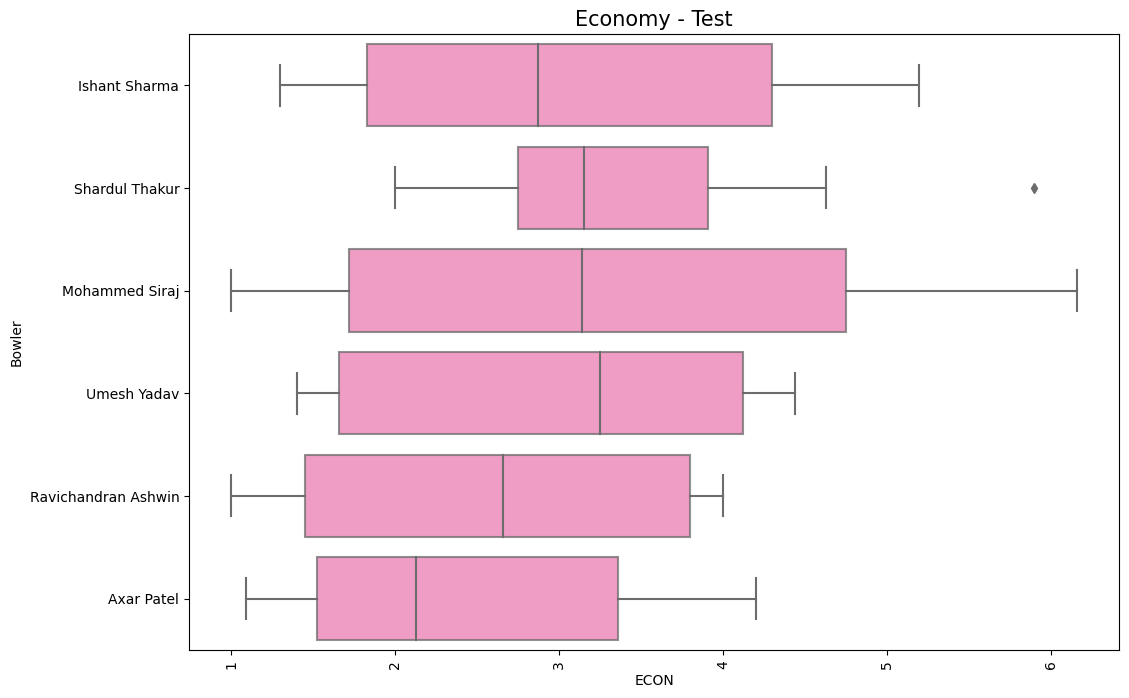 Economy - Test
Ishant Sharma
Shardul Thakur
Mohammed Siraj
Umesh Yadav
Ravichandran Ashwin
Axar Patel
Bowler
1 2 3 4 5 6
ECON